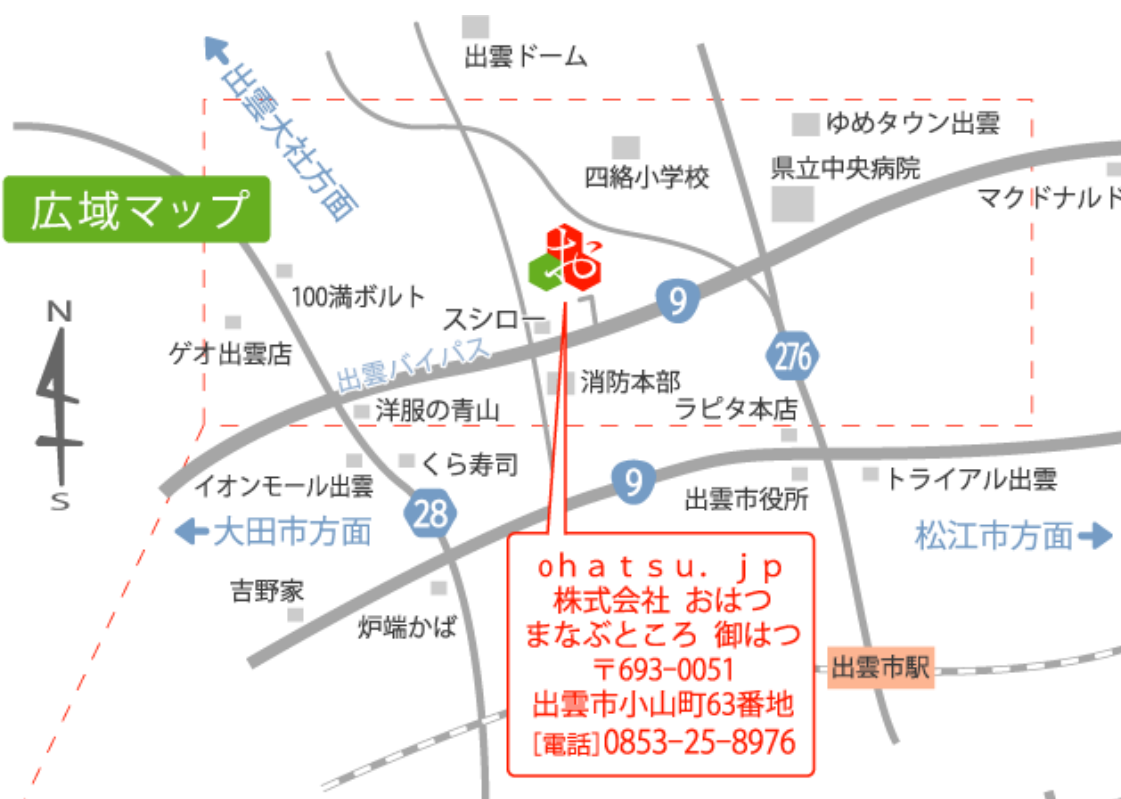 出雲ドーム
出雲大社方面
ゆめタウン出雲
四絡小学校
県立中央病院
マクドナルド
広域マップ
お
100満ボルト
9
N
スシロー
ゲオ出雲店
出雲バイパス
276
消防本部
洋服の青山
ラピタ本店
くら寿司
イオンモール出雲
9
トライアル出雲
出雲市役所
S
28
大田市方面
松江市方面
吉野家
炉端かば
ohatsu. jp
株式会社 おはつ
まなぶところ 御はつ
〒693-0051
出雲市小山町63番地
[電話]0853-25-8976
出雲市駅